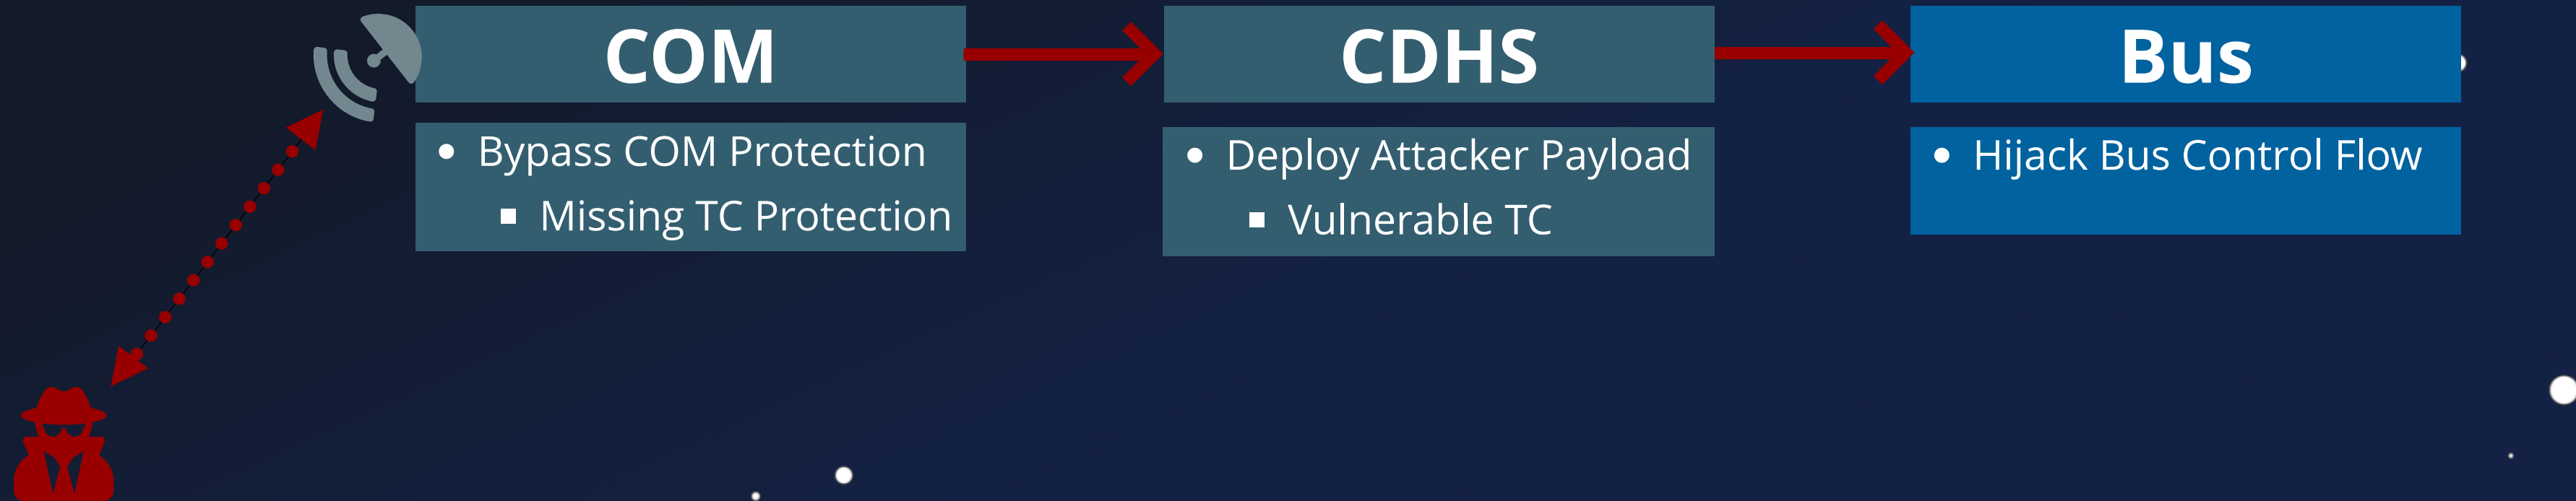 COM
• Bypass COM Protection
▪ Missing TC Protection
CDHS
• Deploy Attacker Payload
▪ Vulnerable TC
Bus
• Hijack Bus Control Flow